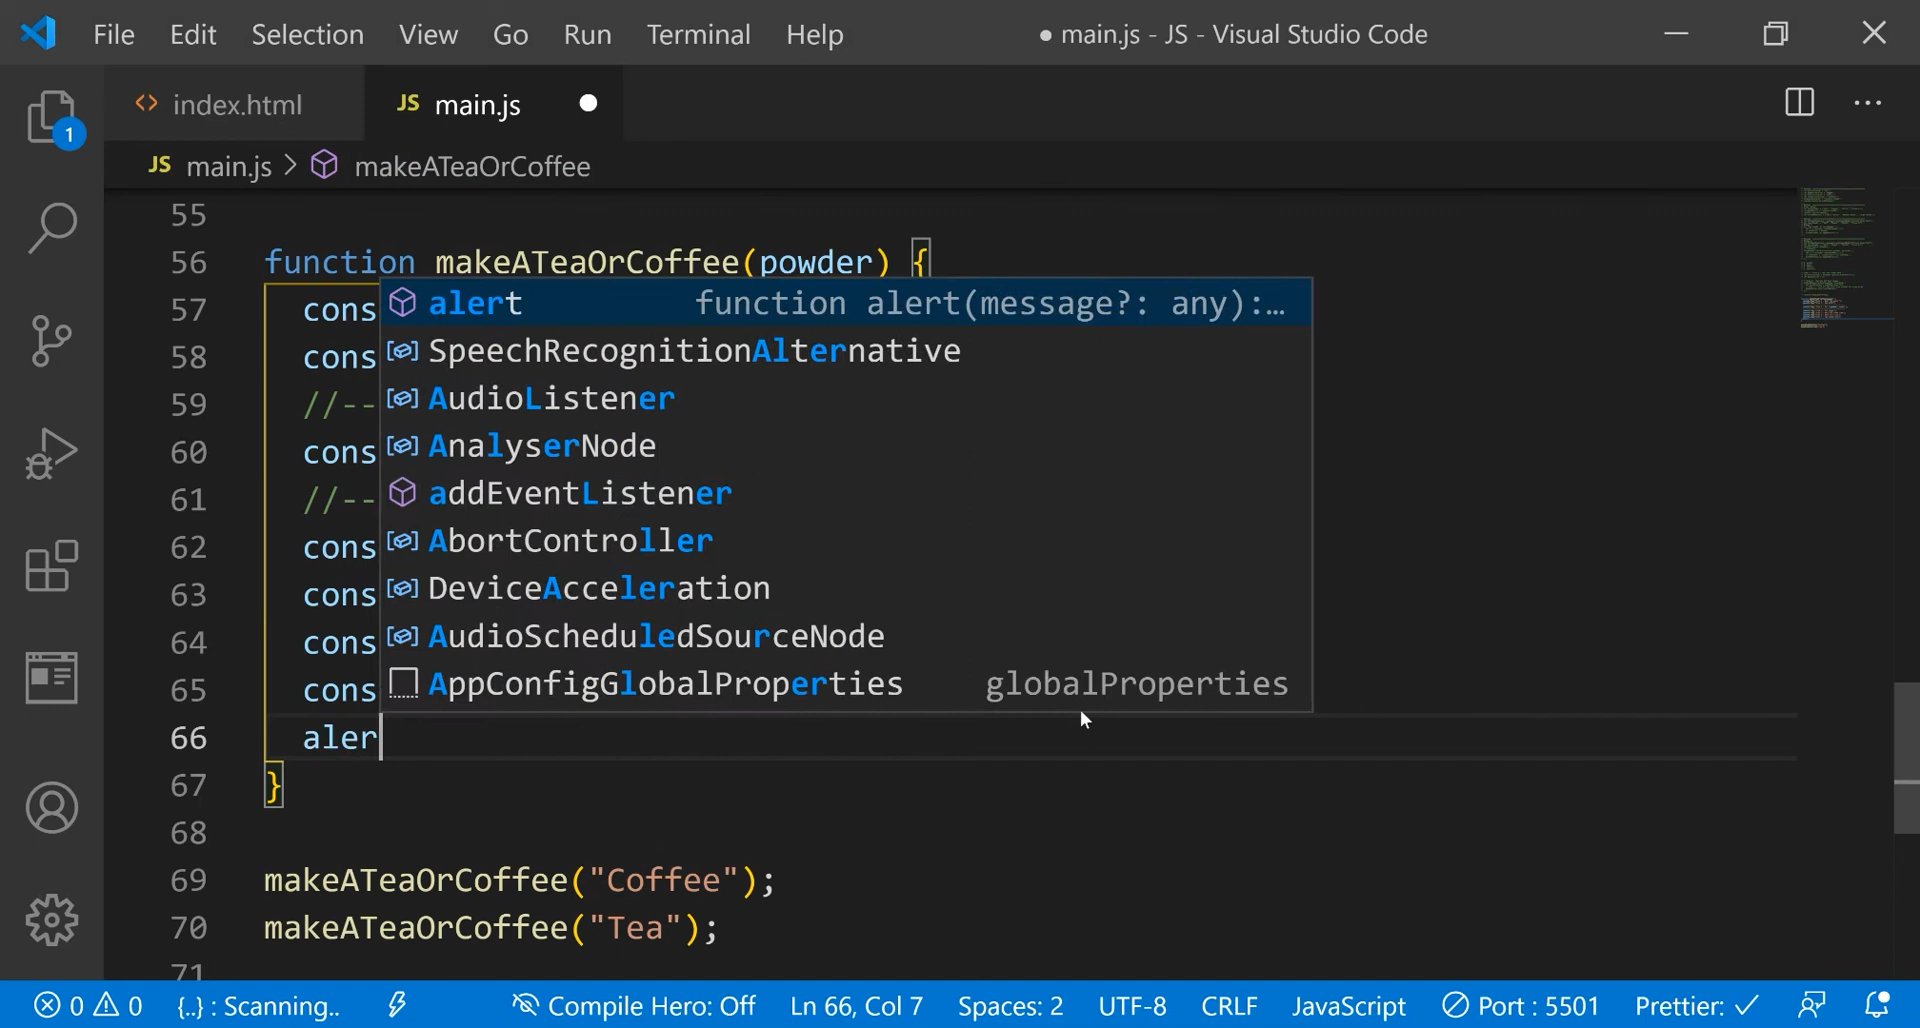 File Edit Selection View Go Run Terminal Help ● main.js - JS - Visual Studio Code
<> index.html JS main.js ●
1
JS main.js > makeATeaOrCoffee
55
56 function makeATeaOrCoffee(powder) {
57 cons alert function alert(message?: any):…
58 cons SpeechRecognitionAlternative
59 //-- AudioListener
60 cons AnalyserNode
61 //-- addEventListener
62 cons AbortController
63 cons DeviceAcceleration
64 cons AudioScheduledSourceNode
65 cons AppConfigGlobalProperties globalProperties
66 aler
67 }
68
69 makeATeaOrCoffee("Coffee");
70 makeATeaOrCoffee("Tea");
71
0 0 {..} : Scanning.. Compile Hero: Off Ln 66, Col 7 Spaces: 2 UTF-8 CRLF JavaScript Port : 5501 Prettier: ✓